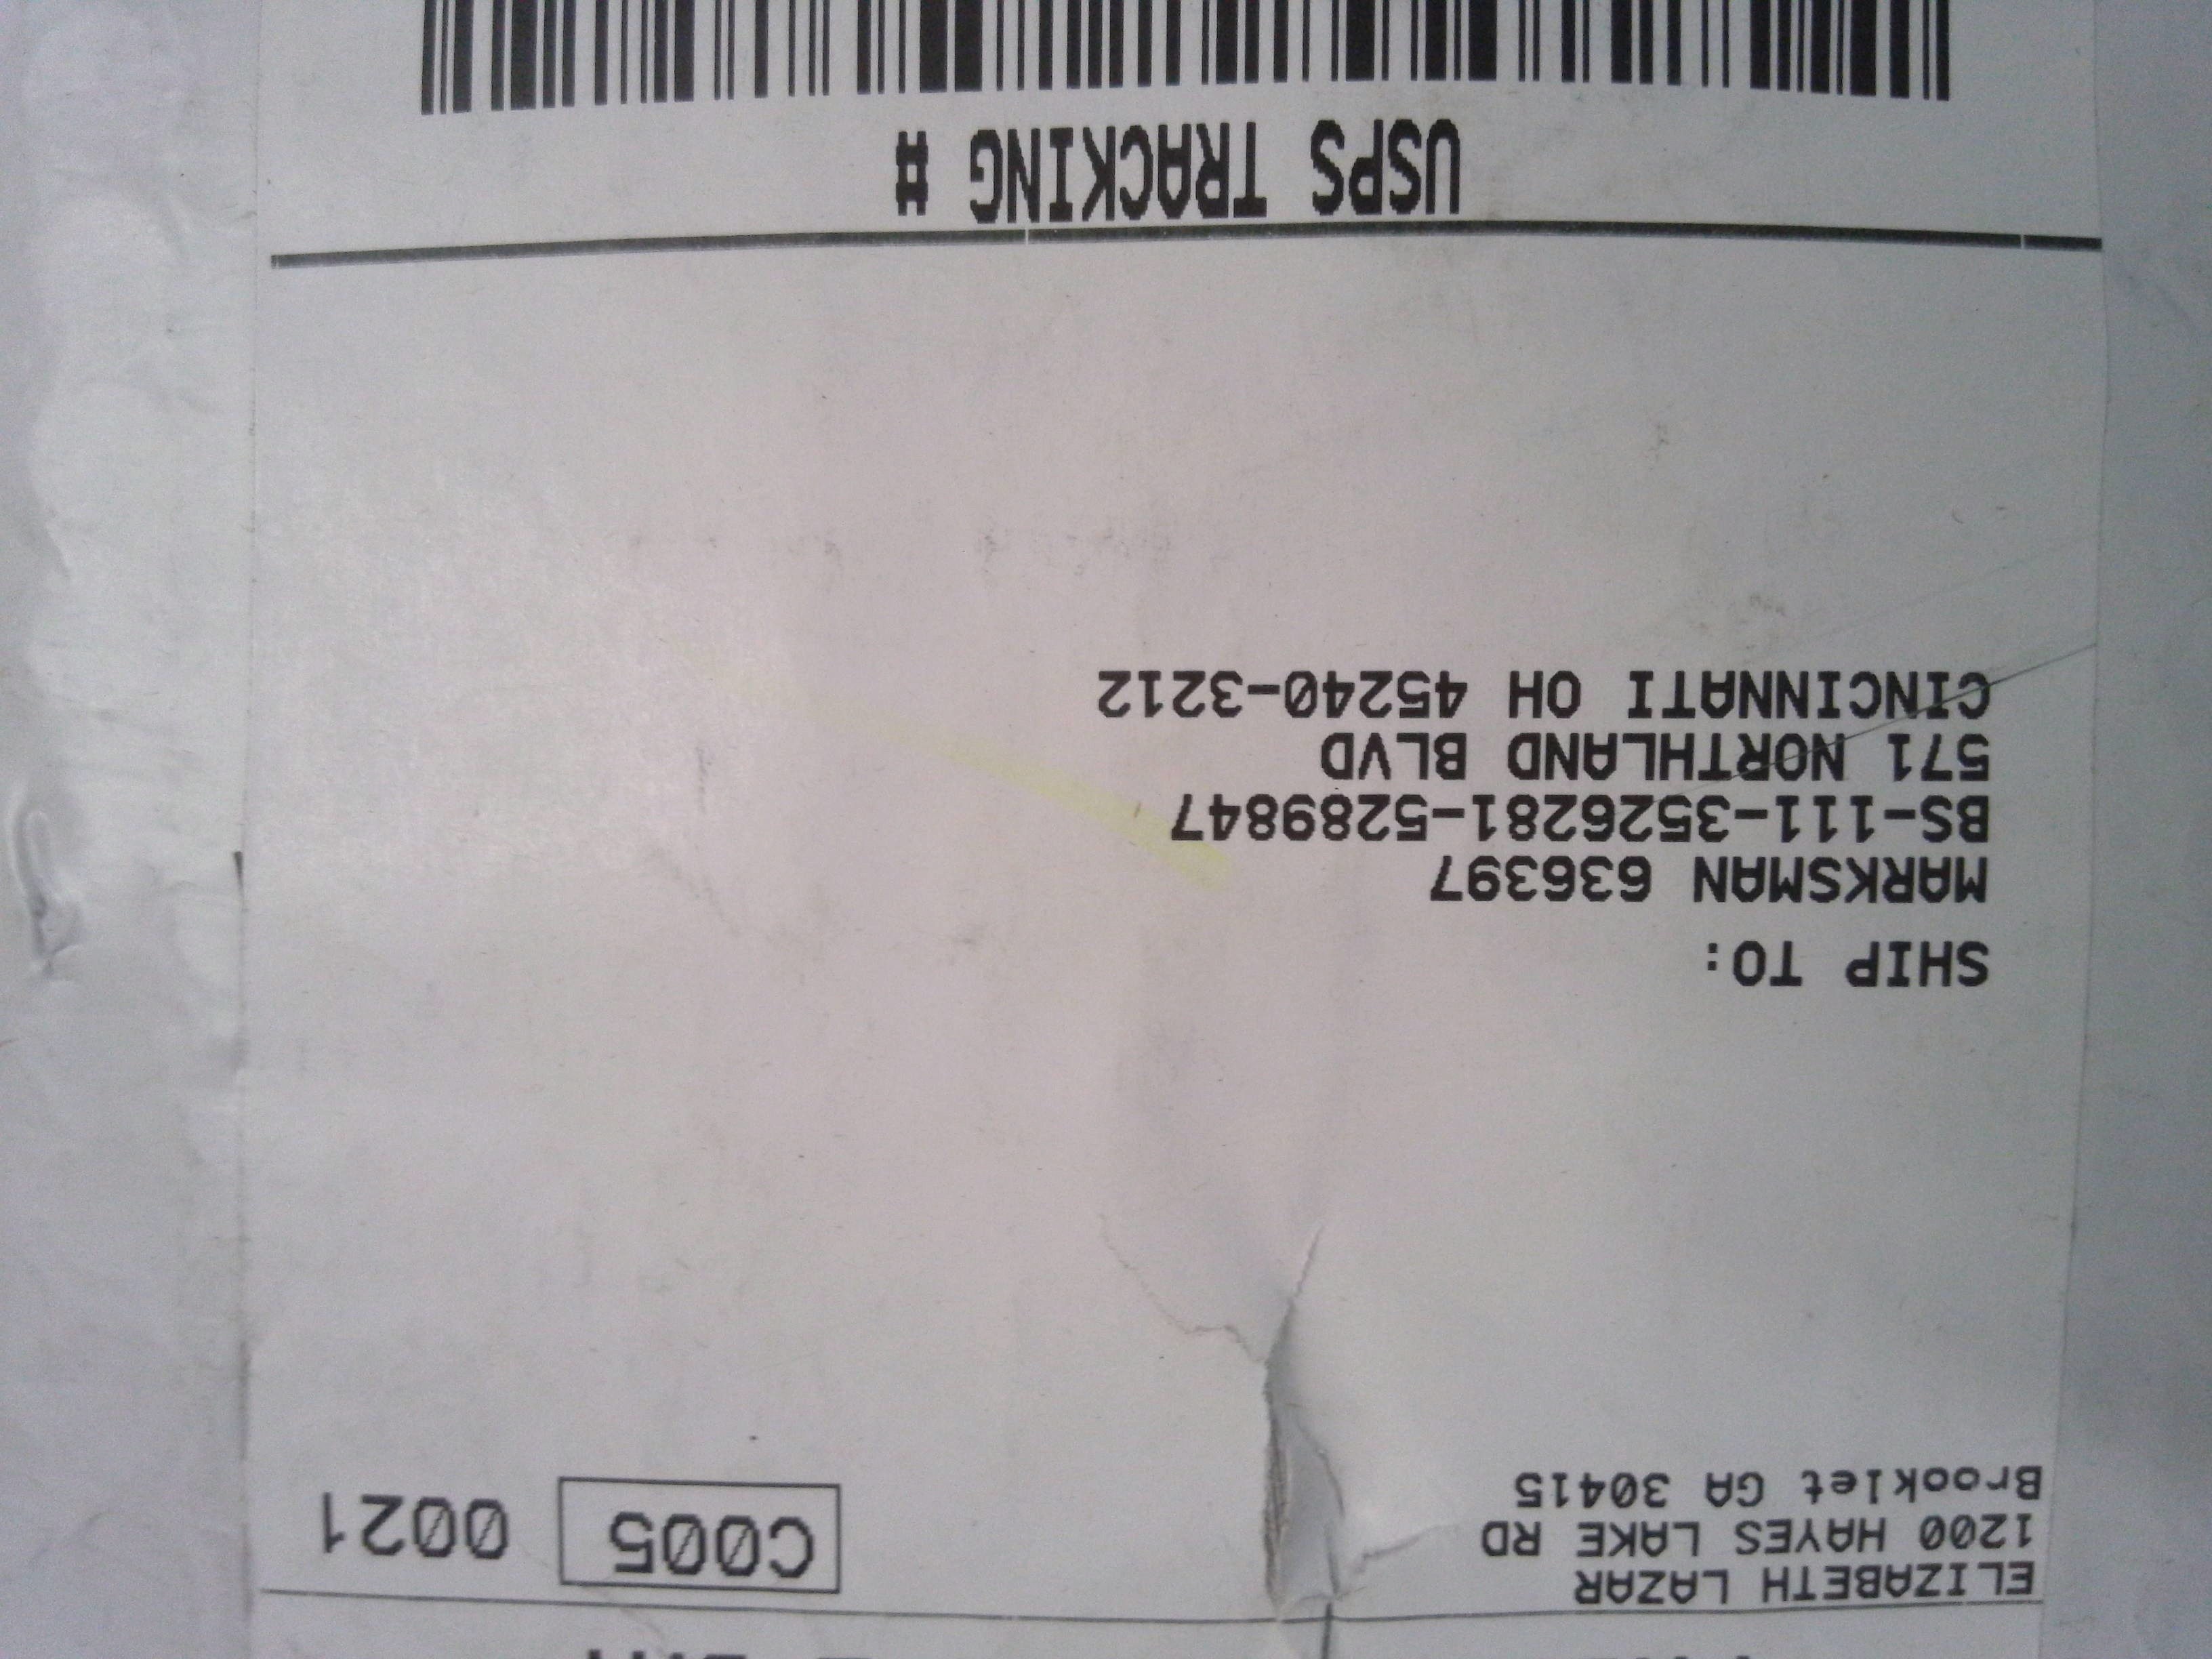 ELIZABETH LAZAR
1200 HAYES LAKE RD
Brooklet GA 30415
C005
0021
SHIP TO:
MARKSMAN 636397
BS-111-3526281-5289847
571 NORTHLAND BLVD
CINCINNATI OH 45240-3212
USPS TRACKING #